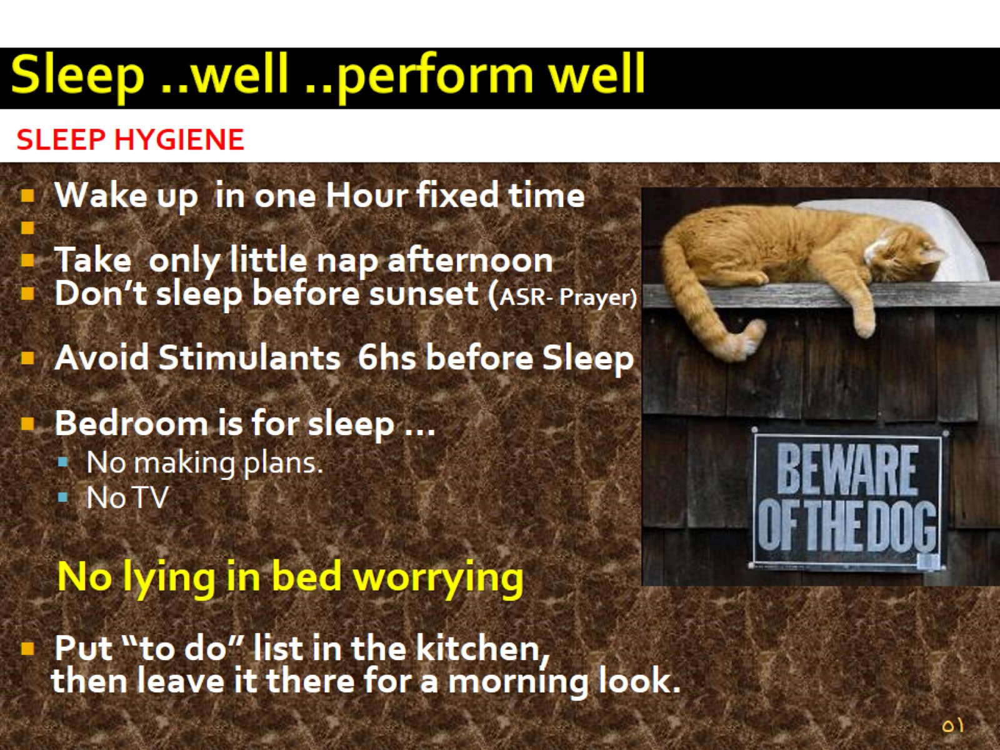 Sleep ..well ..perform well
SLEEP HYGIENE
Wake up in one Hour fixed time
Take only little nap afternoon
Don't sleep before sunset (ASR- Prayer)
Avoid Stimulants 6hs before Sleep
Bedroom is for sleep ...
No making plans.
No TV
No lying in bed worrying
Put “to do” list in the kitchen,
then leave it there for a morning look.
BEWARE
OF THE DOG
٥١